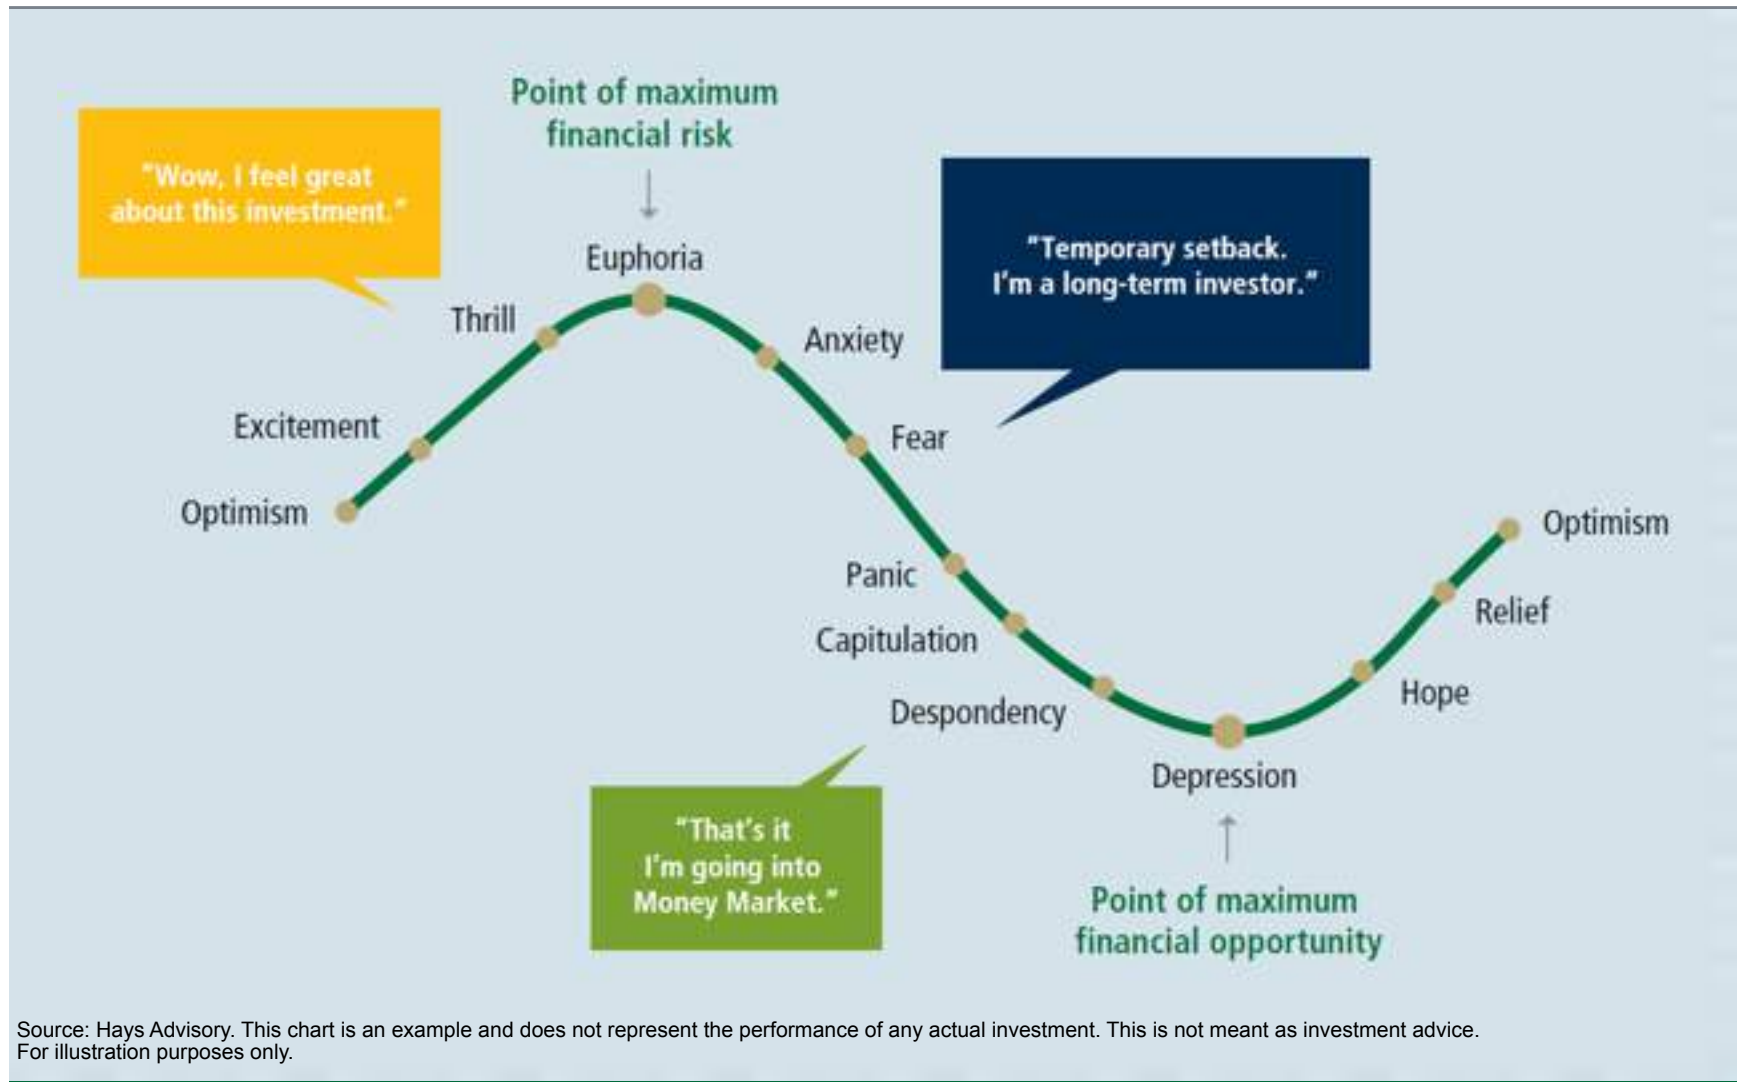 Point of maximum
financial risk
"Wow, I feel great
about this investment."
"Temporary setback.
I'm a long-term investor."
Euphoria
Thrill
Anxiety
Excitement
Fear
Optimism
Optimism
Panic
Relief
Capitulation
Hope
Despondency
Depression
"That's it
I'm going into
Money Market."
Point of maximum
financial opportunity
Source: Hays Advisory. This chart is an example and does not represent the performance of any actual investment. This is not meant as investment advice.
For illustration purposes only.